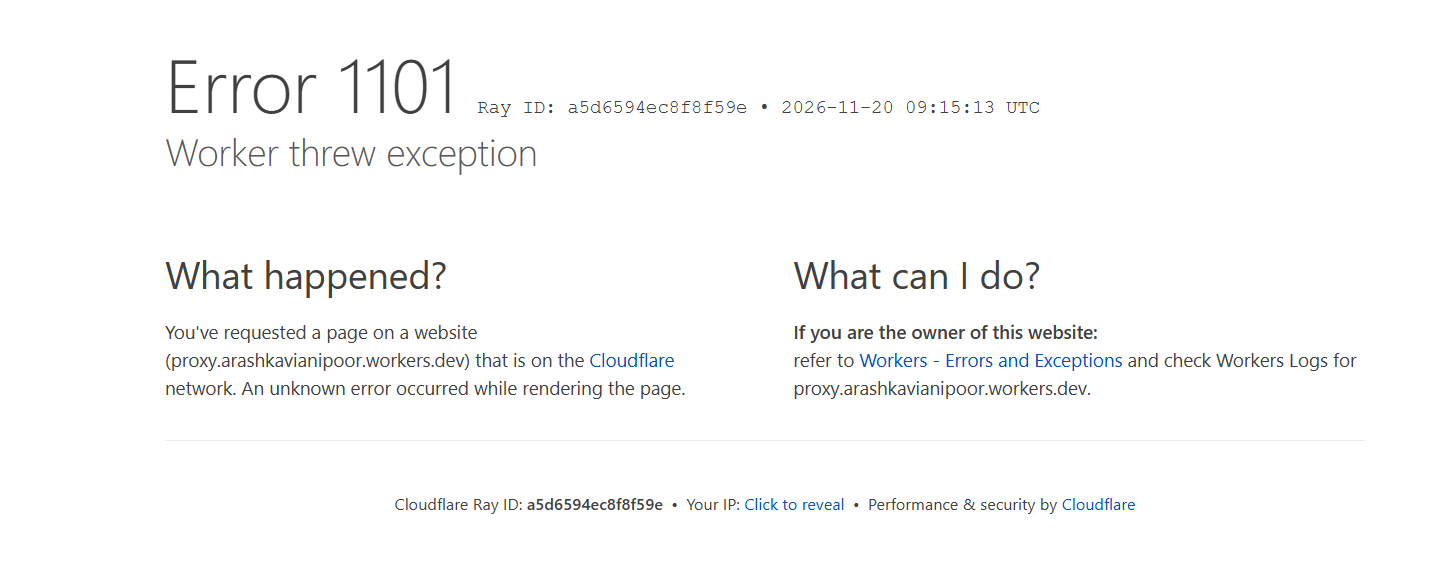 Error 1101 Ray ID: a5d6594ec8f8f59e • 2026-11-20 09:15:13 UTC
Worker threw exception
What happened?
You've requested a page on a website
(proxy.arashkavianipoor.workers.dev) that is on the Cloudflare
network. An unknown error occurred while rendering the page.
What can I do?
If you are the owner of this website:
refer to Workers - Errors and Exceptions and check Workers Logs for
proxy.arashkavianipoor.workers.dev.
Cloudflare Ray ID: a5d6594ec8f8f59e • Your IP: Click to reveal • Performance & security by Cloudflare